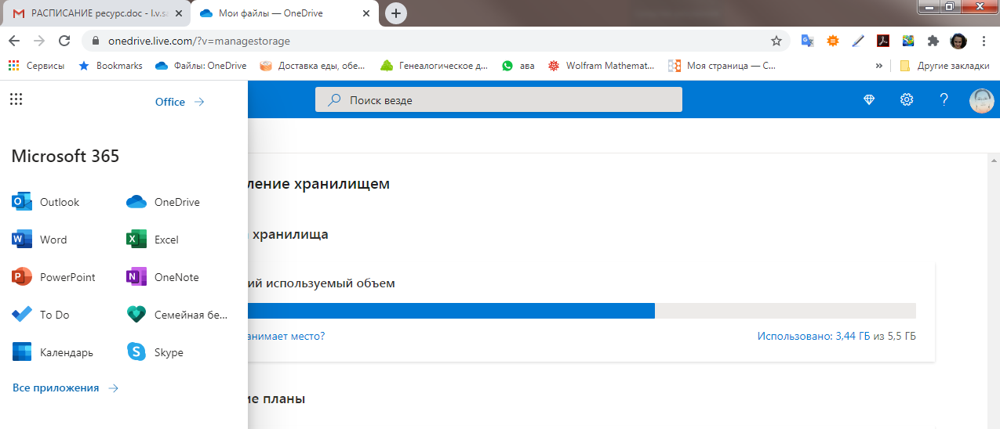 РАСПИСАНИЕ ресурс.doc - l.v.sa
Мои файлы — OneDrive
onedrive.live.com/?v=managestorage
Сервисы
Bookmarks
Файлы: OneDrive
Доставка еды, обе...
Генеалогическое д...
ава
Wolfram Mathemat...
Моя страница — С...
»
Другие закладки
Office →
Поиск везде
?
Microsoft 365
ление хранилищем
Outlook
OneDrive
хранилища
Word
Excel
PowerPoint
OneNote
ий используемый объем
To Do
Семейная бе...
анимает место?
Использовано: 3,44 ГБ из 5,5 ГБ
Календарь
Skype
Все приложения →
ие планы